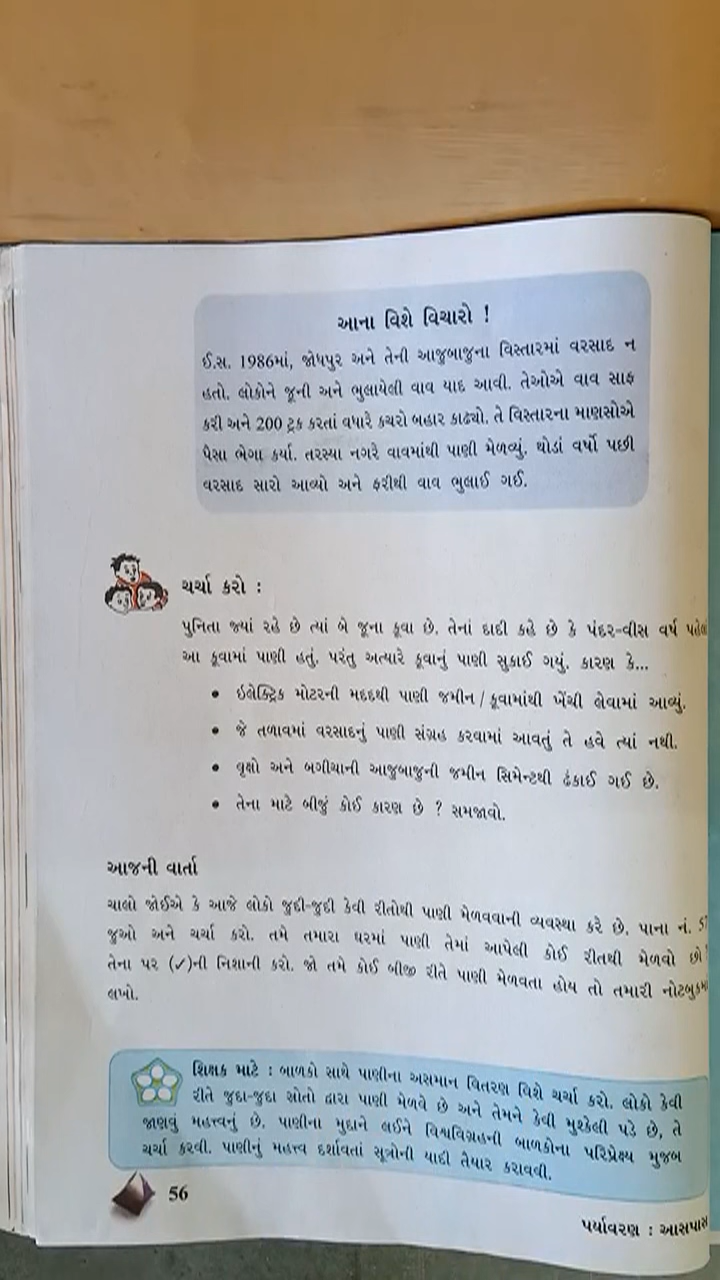 આના વિશે વિચારો !
ઈ.સ. 1986માં, જોધપુર અને તેની આજુબાજુના વિસ્તારમાં વરસાદ ન
હતો. લોકોને જૂની અને ભુલાયેલી વાવ યાદ આવી. તેઓએ વાવ સાફ
કરી અને 200 ટ્રક કરતાં વધારે કચરો બહાર કાઢ્યો. તે વિસ્તારના માણસોએ
પૈસા ભેગા કર્યા. તરસ્યા નગરે વાવમાંથી પાણી મેળવ્યું. થોડાં વર્ષો પછી
વરસાદ સારો આવ્યો અને ફરીથી વાવ ભુલાઈ ગઈ.
ચર્ચા કરો :
પુનિતા જ્યાં રહે છે ત્યાં બે જૂના કૂવા છે. તેનાં દાદી કહે છે કે પંદર-વીસ વર્ષ પહેલાં
આ કૂવામાં પાણી હતું. પરંતુ અત્યારે કૂવાનું પાણી સુકાઈ ગયું. કારણ કે...
• ઇલેક્ટ્રિક મોટરની મદદથી પાણી જમીન / કૂવામાંથી ખેંચી લેવામાં આવ્યું.
• જે તળાવમાં વરસાદનું પાણી સંગ્રહ કરવામાં આવતું તે હવે ત્યાં નથી.
• વૃક્ષો અને બગીચાની આજુબાજુની જમીન સિમેન્ટથી ઢંકાઈ ગઈ છે.
• તેના માટે બીજું કોઈ કારણ છે ? સમજાવો.
આજની વાર્તા
ચાલો જોઈએ કે આજે લોકો જુદી-જુદી કેવી રીતોથી પાણી મેળવવાની વ્યવસ્થા કરે છે. પાના નં. 57
જુઓ અને ચર્ચા કરો. તમે તમારા ઘરમાં પાણી તેમાં આપેલી કોઈ રીતથી મેળવો છો ?
તેના પર (✓)ની નિશાની કરો. જો તમે કોઈ બીજી રીતે પાણી મેળવતા હોય તો તમારી નોટબુકમાં
લખો.
શિક્ષક માટે : બાળકો સાથે પાણીના અસમાન વિતરણ વિશે ચર્ચા કરો. લોકો કેવી
રીતે જુદા-જુદા સ્રોતો દ્વારા પાણી મેળવે છે અને તેમને કેવી મુશ્કેલી પડે છે, તે
જાણવું મહત્ત્વનું છે. પાણીના મુદ્દાને લઈને વિશ્વવિગ્રહની બાળકોના પરિપ્રેક્ષ્ય મુજબ
ચર્ચા કરવી. પાણીનું મહત્ત્વ દર્શાવતાં સૂત્રોની યાદી તૈયાર કરાવવી.
56
પર્યાવરણ : આસપાસ